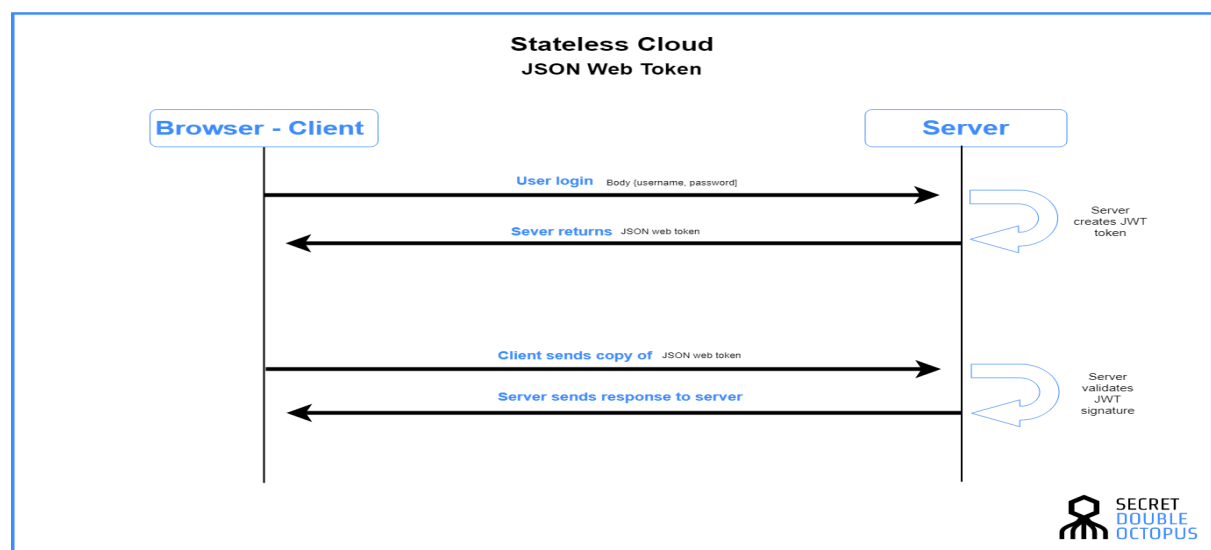 Stateless Cloud
JSON Web Token
Browser - Client
Server
User login Body {username, password]
Server
creates JWT
token
Sever returns JSON web token
Client sends copy of JSON web token
Server
validates
JWT
signature
Server sends response to server
SECRET
DOUBLE
OCTOPUS